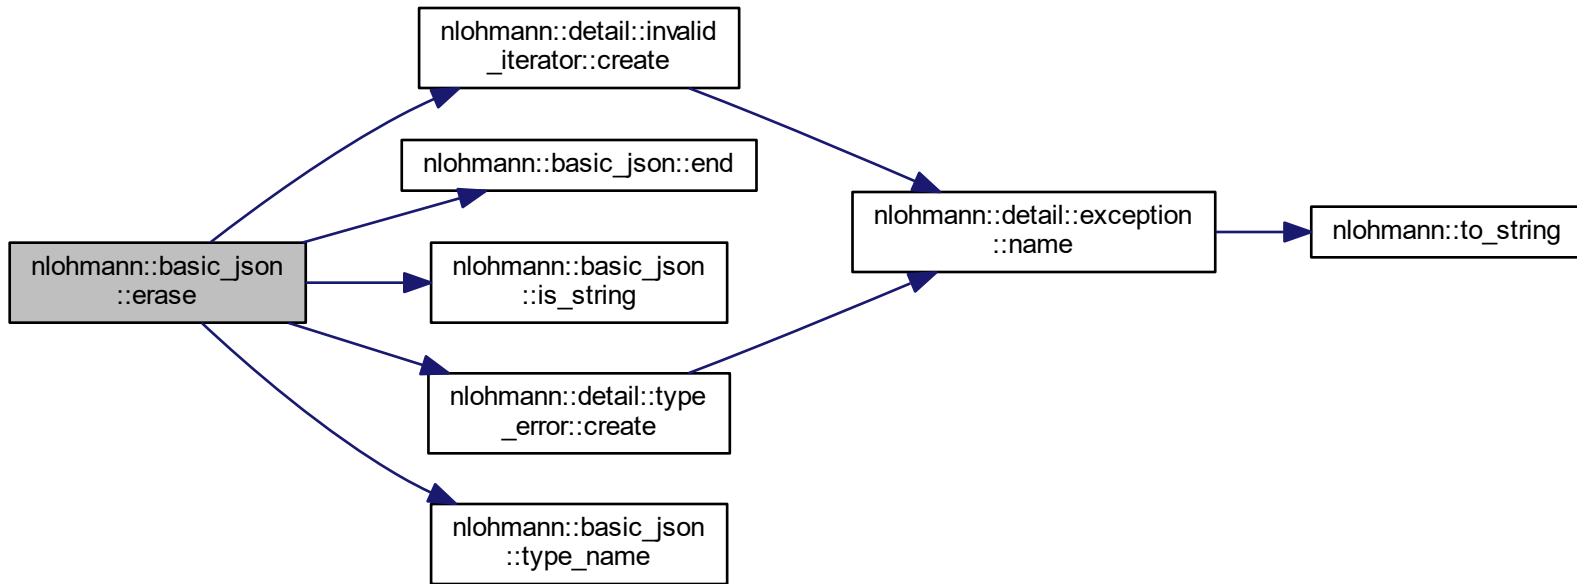 nlohmann::basic_json
::erase
nlohmann::detail::invalid
_iterator::create
nlohmann::basic_json::end
nlohmann::basic_json
::is_string
nlohmann::detail::type
_error::create
nlohmann::basic_json
::type_name
nlohmann::detail::exception
::name
nlohmann::to_string